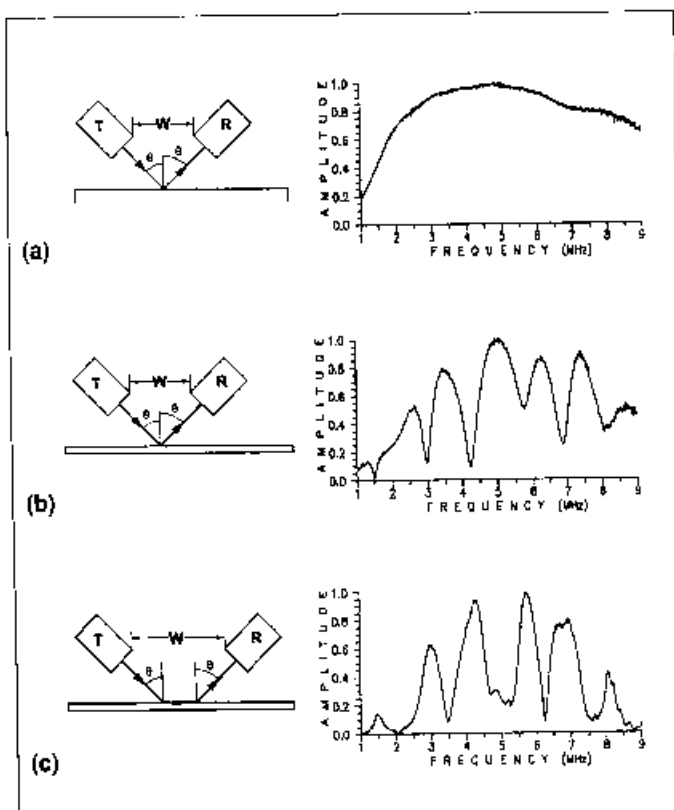 T W R
θ θ
(a)
AMPLITUDE
1.0
0.8
0.6
0.4
0.2
0.0
1 2 3 4 5 6 7 8 9
FREQUENCY (MHz)
T W R
θ θ
(b)
AMPLITUDE
1.0
0.8
0.6
0.4
0.2
0.0
1 2 3 4 5 6 7 8 9
FREQUENCY (MHz)
T W R
θ θ
(c)
AMPLITUDE
1.0
0.8
0.6
0.4
0.2
0.0
1 2 3 4 5 6 7 8 9
FREQUENCY (MHz)